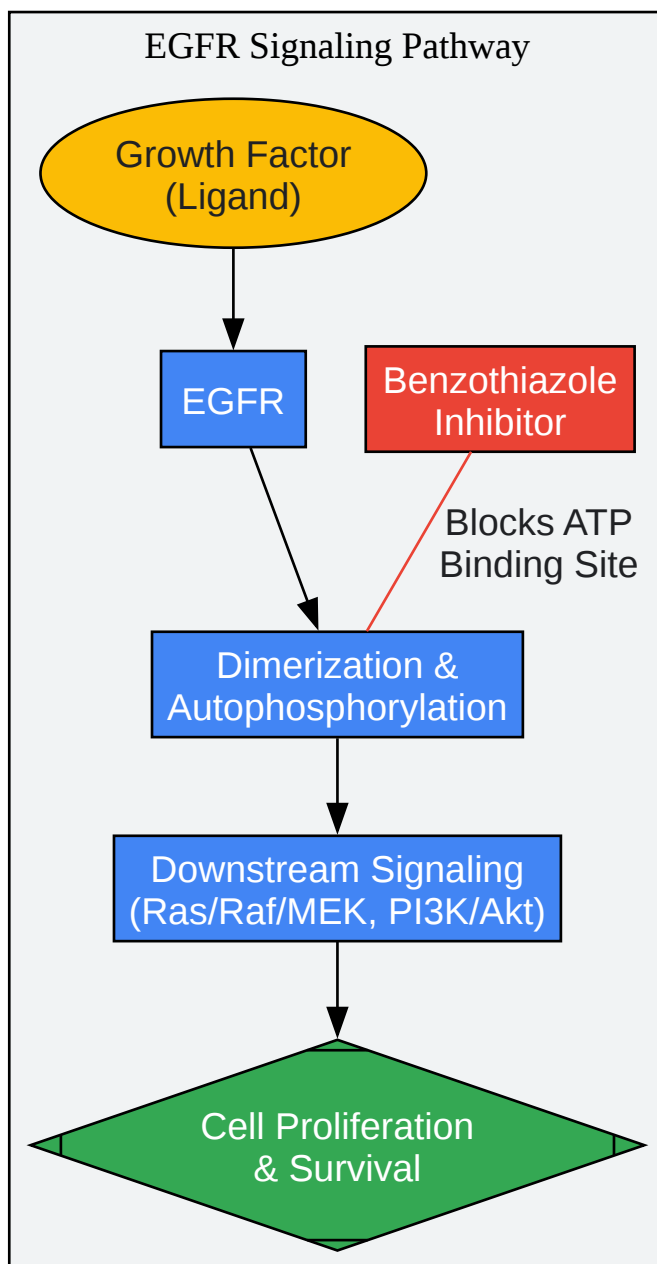 EGFR Signaling Pathway
Growth Factor
(Ligand)
EGFR
Benzothiazole
Inhibitor
Blocks ATP
Binding Site
Dimerization &
Autophosphorylation
Downstream Signaling
(Ras/Raf/MEK, PI3K/Akt)
Cell Proliferation
& Survival